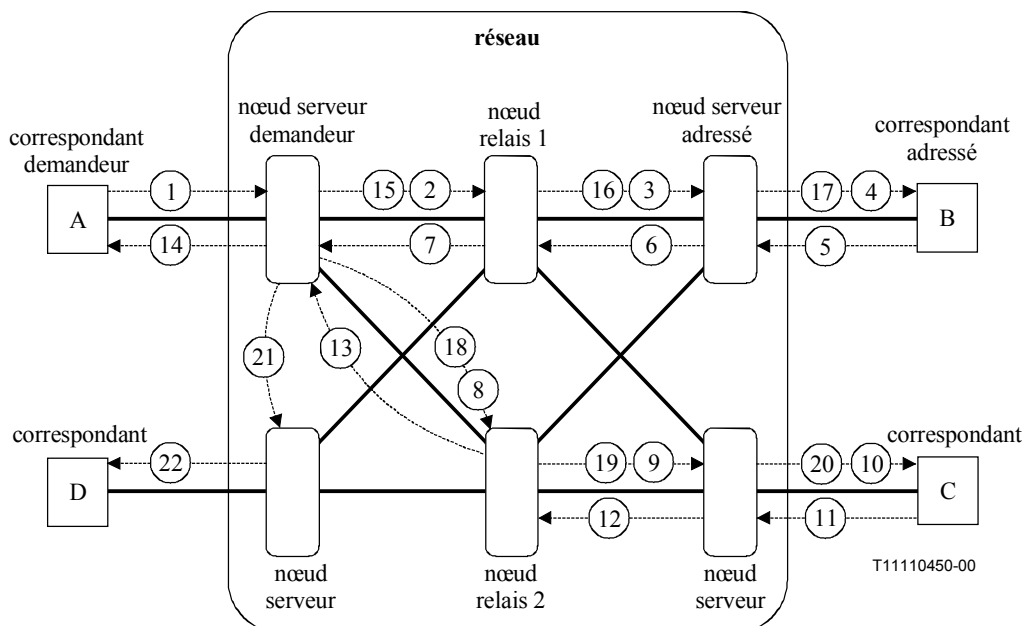 réseau
nœud serveur
demandeur
nœud
relais 1
nœud serveur
adressé
correspondant
demandeur
correspondant
adressé
1
15 2
16 3
17 4
A
B
14
7
6
5
21
13
18
8
correspondant
correspondant
22
19 9
20 10
D
C
12
11
nœud
serveur
nœud
relais 2
nœud
serveur
T11110450-00